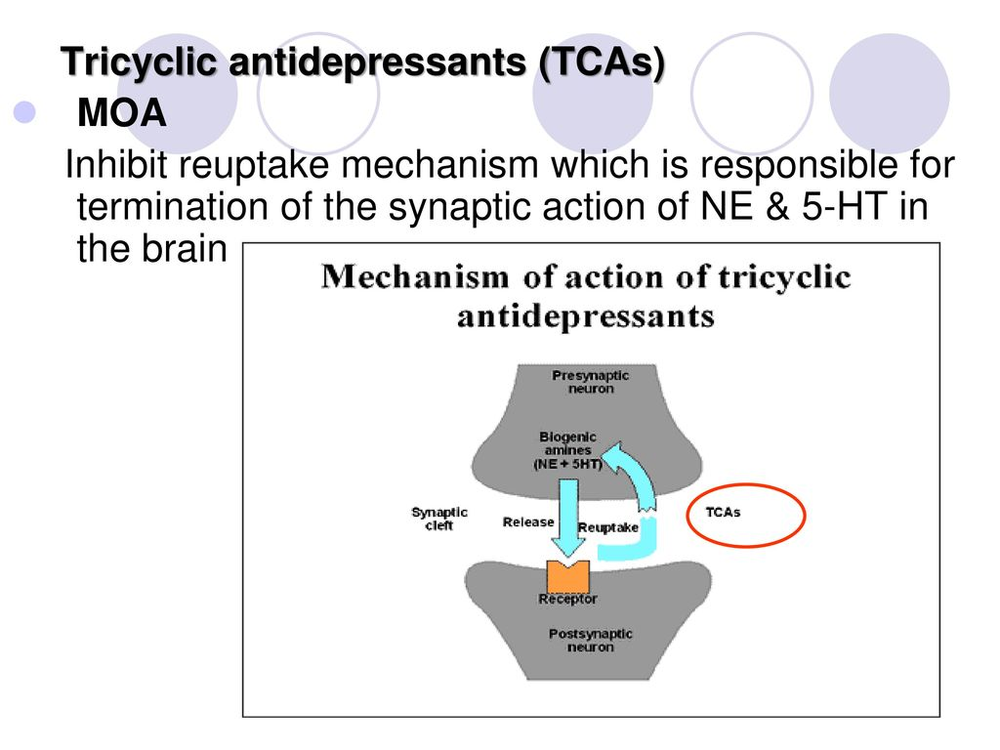 Tricyclic antidepressants (TCAs)
MOA
Inhibit reuptake mechanism which is responsible for
termination of the synaptic action of NE & 5-HT in
the brain
Mechanism of action of tricyclic
antidepressants
Presynaptic
neuron
Biogenic
amines
(NE + 5HT)
Synaptic
cleft
Release
Reuptake
TCAs
Receptor
Postsynaptic
neuron